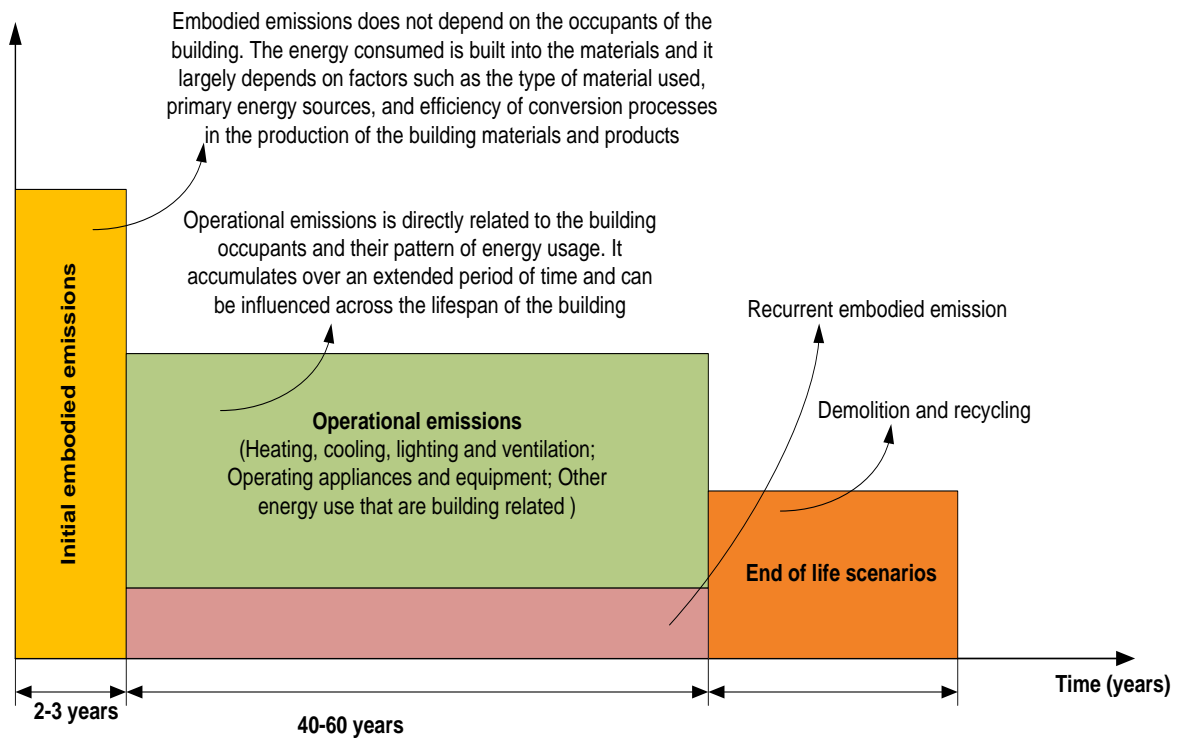 Embodied emissions does not depend on the occupants of the
building. The energy consumed is built into the materials and it
largely depends on factors such as the type of material used,
primary energy sources, and efficiency of conversion processes
in the production of the building materials and products
Operational emissions is directly related to the building
occupants and their pattern of energy usage. It
accumulates over an extended period of time and can
be influenced across the lifespan of the building
Recurrent embodied emission
Demolition and recycling
Initial embodied emissions
Operational emissions
(Heating, cooling, lighting and ventilation;
Operating appliances and equipment; Other
energy use that are building related )
End of life scenarios
Time (years)
2-3 years
40-60 years